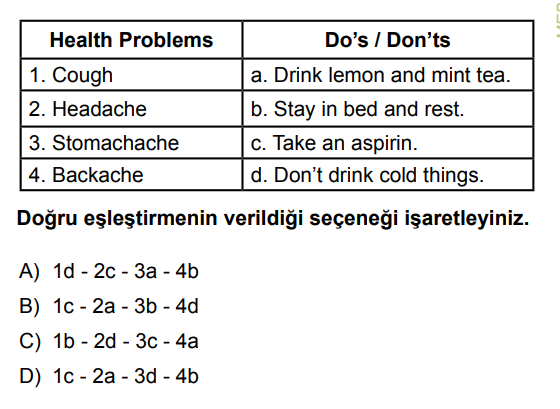 Health Problems Do’s / Don’ts
1. Cough a. Drink lemon and mint tea.
2. Headache b. Stay in bed and rest.
3. Stomachache c. Take an aspirin.
4. Backache d. Don’t drink cold things.
Doğru eşleştirmenin verildiği seçeneği işaretleyiniz.
A) 1d - 2c - 3a - 4b
B) 1c - 2a - 3b - 4d
C) 1b - 2d - 3c - 4a
D) 1c - 2a - 3d - 4b